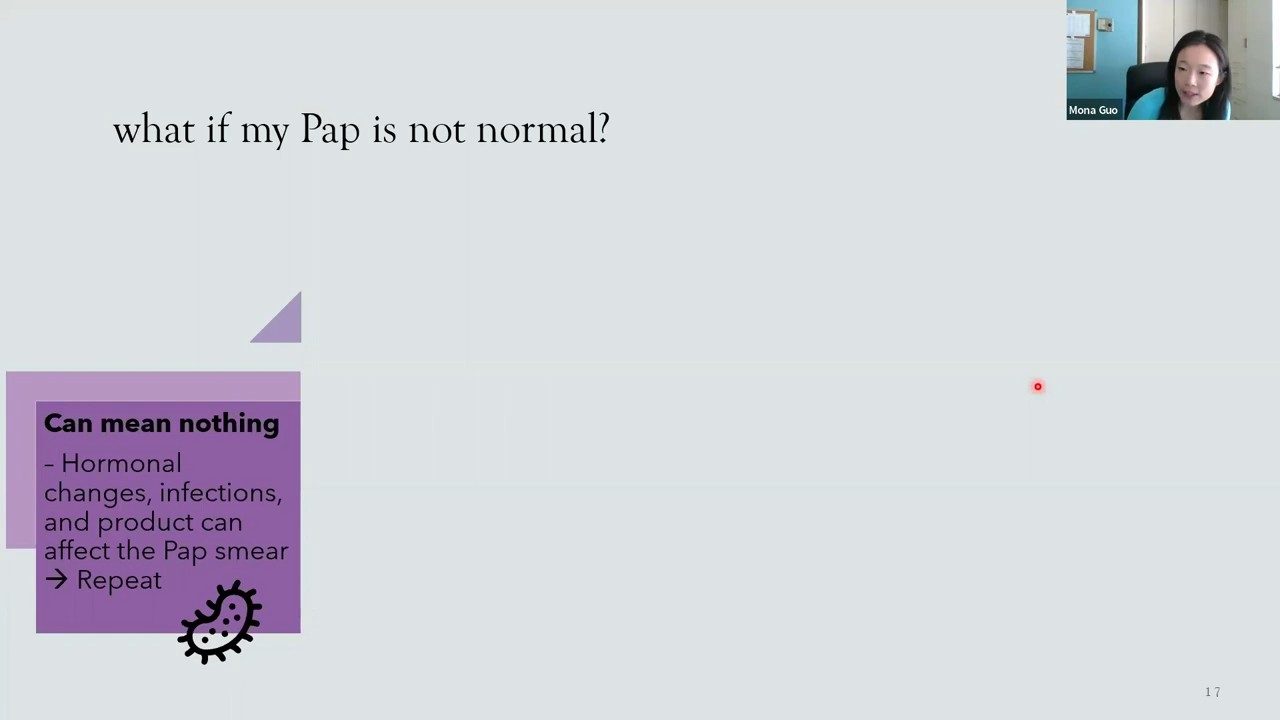 Mona Guo
what if my Pap is not normal?
Can mean nothing
– Hormonal
changes, infections,
and product can
affect the Pap smear
→ Repeat
17